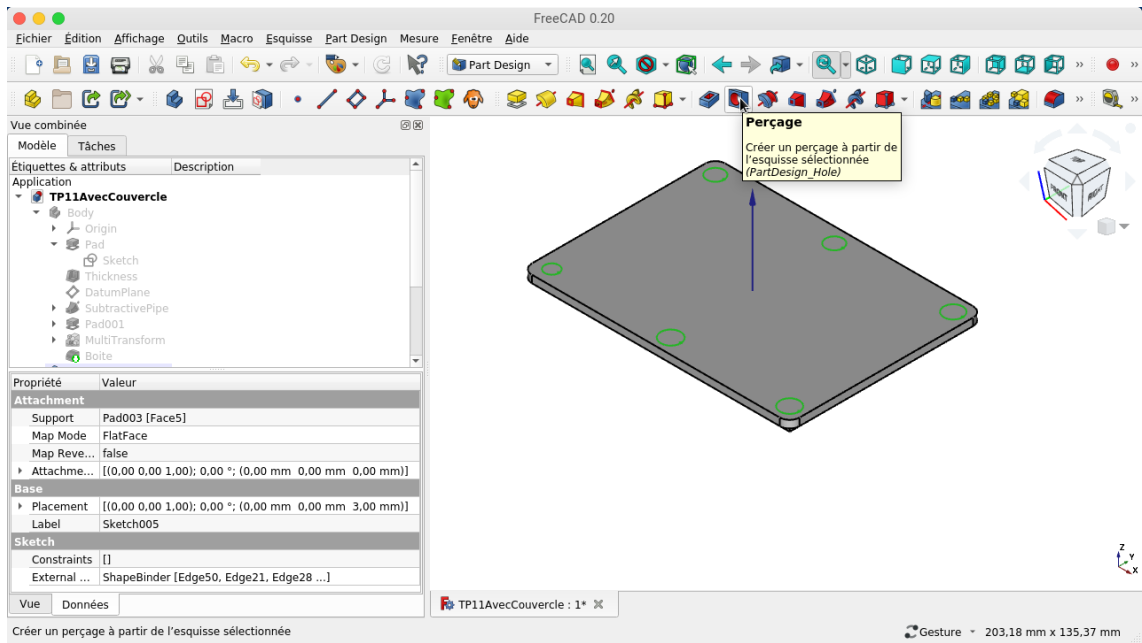 FreeCAD 0.20
Fichier Édition Affichage Outils Macro Esquisse Part Design Mesure Fenêtre Aide
Part Design
Vue combinée
Modèle Tâches
Étiquettes & attributs Description
Application
TP11AvecCouvercle
Body
Origin
Pad
Sketch
Thickness
DatumPlane
SubtractivePipe
Pad001
MultiTransform
Boite
Propriété Valeur
Attachment
Support Pad003 [Face5]
Map Mode FlatFace
Map Reve... false
Attachme... [(0,00 0,00 1,00); 0,00 °; (0,00 mm 0,00 mm 0,00 mm)]
Base
Placement [(0,00 0,00 1,00); 0,00 °; (0,00 mm 0,00 mm 3,00 mm)]
Label Sketch005
Sketch
Constraints []
External ... ShapeBinder [Edge50, Edge21, Edge28 ...]
Vue Données
Perçage
Créer un perçage à partir de
l’esquisse sélectionnée
(PartDesign_Hole)
TOP
FRONT
RIGHT
Z
Y
X
TP11AvecCouvercle : 1*
Créer un perçage à partir de l’esquisse sélectionnée
Gesture 203,18 mm x 135,37 mm